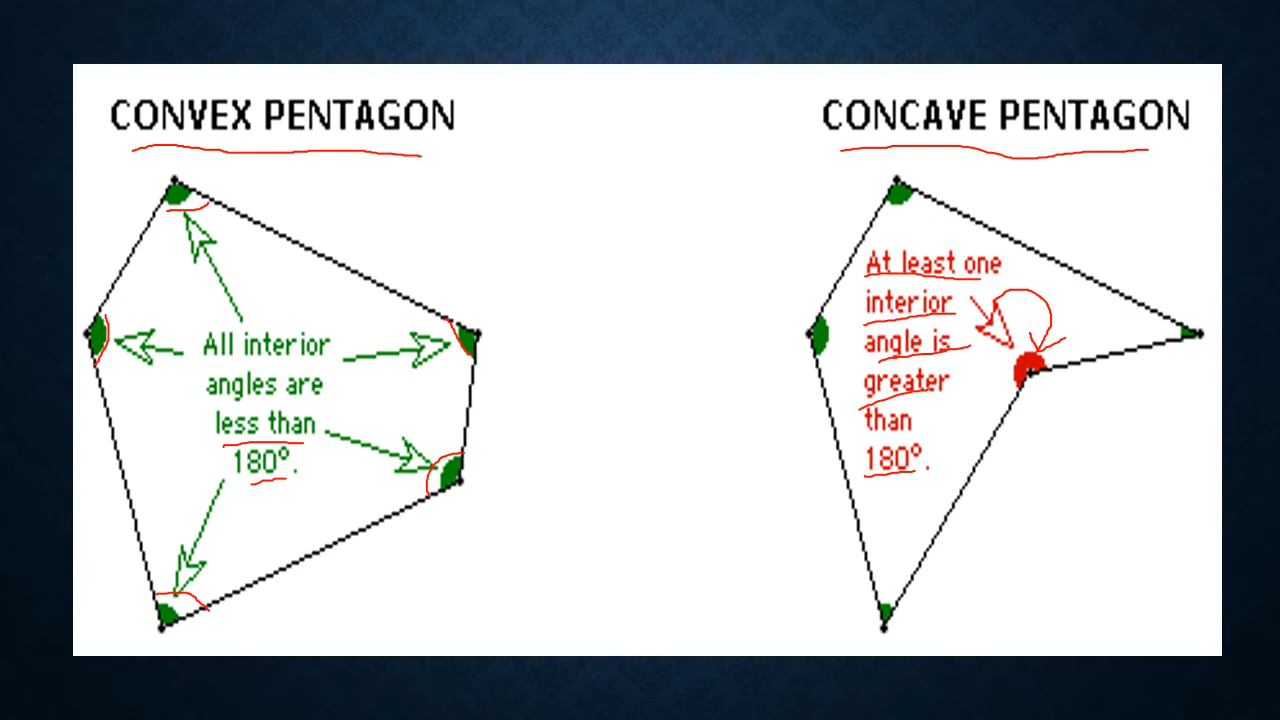 CONVEX PENTAGON
All interior
angles are
less than
180°.
CONCAVE PENTAGON
At least one
interior
angle is
greater
than
180°.